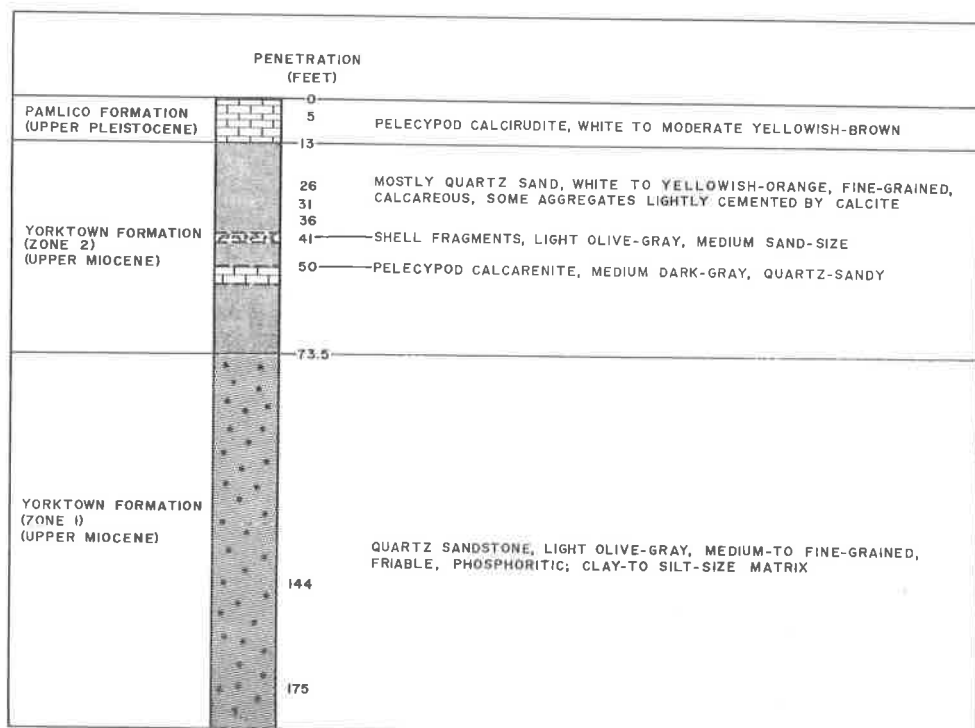 PENETRATION
(FEET)
PAMLICO FORMATION
(UPPER PLEISTOCENE)
0
5
PELECYPOD CALCIRUDITE, WHITE TO MODERATE YELLOWISH-BROWN
13
YORKTOWN FORMATION
(ZONE 2)
(UPPER MIOCENE)
26
31
36
MOSTLY QUARTZ SAND, WHITE TO YELLOWISH-ORANGE, FINE-GRAINED,
CALCAREOUS, SOME AGGREGATES LIGHTLY CEMENTED BY CALCITE
41
SHELL FRAGMENTS, LIGHT OLIVE-GRAY, MEDIUM SAND-SIZE
50
PELECYPOD CALCARENITE, MEDIUM DARK-GRAY, QUARTZ-SANDY
73.5
YORKTOWN FORMATION
(ZONE 1)
(UPPER MIOCENE)
QUARTZ SANDSTONE, LIGHT OLIVE-GRAY, MEDIUM-TO FINE-GRAINED,
FRIABLE, PHOSPHORITIC; CLAY-TO SILT-SIZE MATRIX
144
175